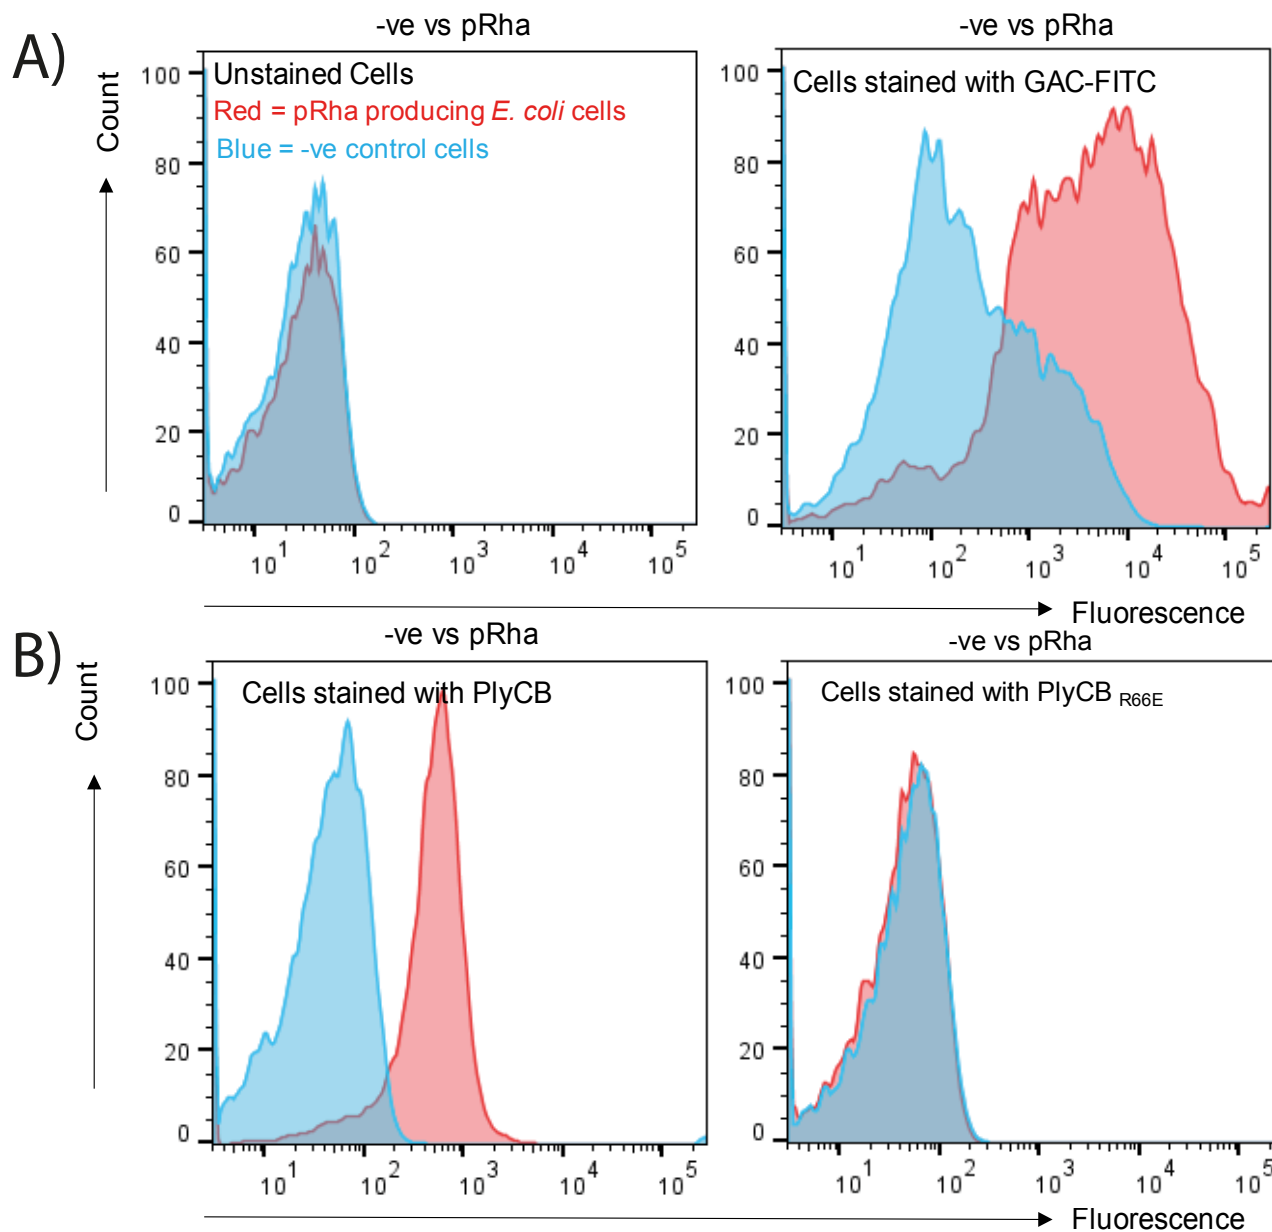 A)
-ve vs pRha
Count
Unstained Cells
Red = pRha producing E. coli cells
Blue = -ve control cells
100
80
60
40
20
0
10^1 10^2 10^3 10^4 10^5
-ve vs pRha
Cells stained with GAC-FITC
100
80
60
40
20
0
10^1 10^2 10^3 10^4 10^5
Fluorescence
B)
-ve vs pRha
Count
Cells stained with PlyCB
100
80
60
40
20
0
10^1 10^2 10^3 10^4 10^5
-ve vs pRha
Cells stained with PlyCB R66E
100
80
60
40
20
0
10^1 10^2 10^3 10^4 10^5
Fluorescence